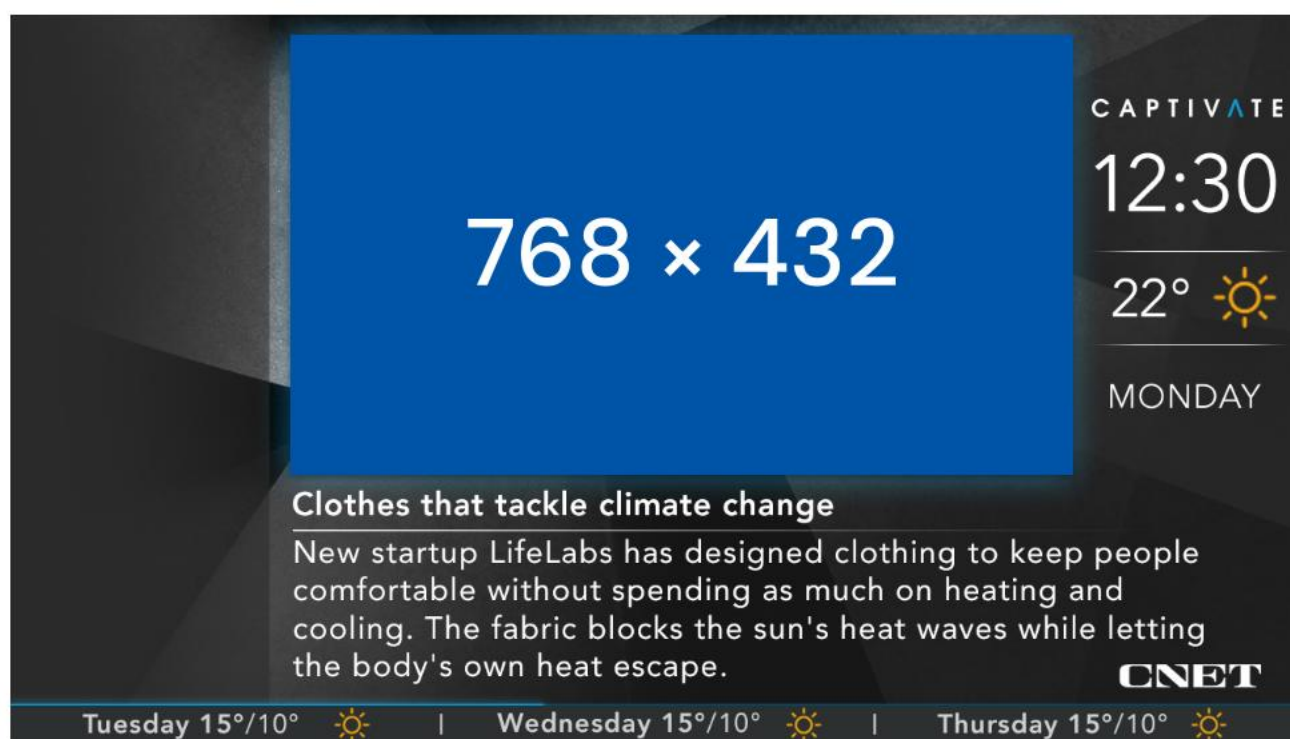 CAPTIVATE
12:30
22°
MONDAY
768 × 432
Clothes that tackle climate change
New startup LifeLabs has designed clothing to keep people
comfortable without spending as much on heating and
cooling. The fabric blocks the sun's heat waves while letting
the body's own heat escape.
CNET
Tuesday 15°/10° | Wednesday 15°/10° | Thursday 15°/10°